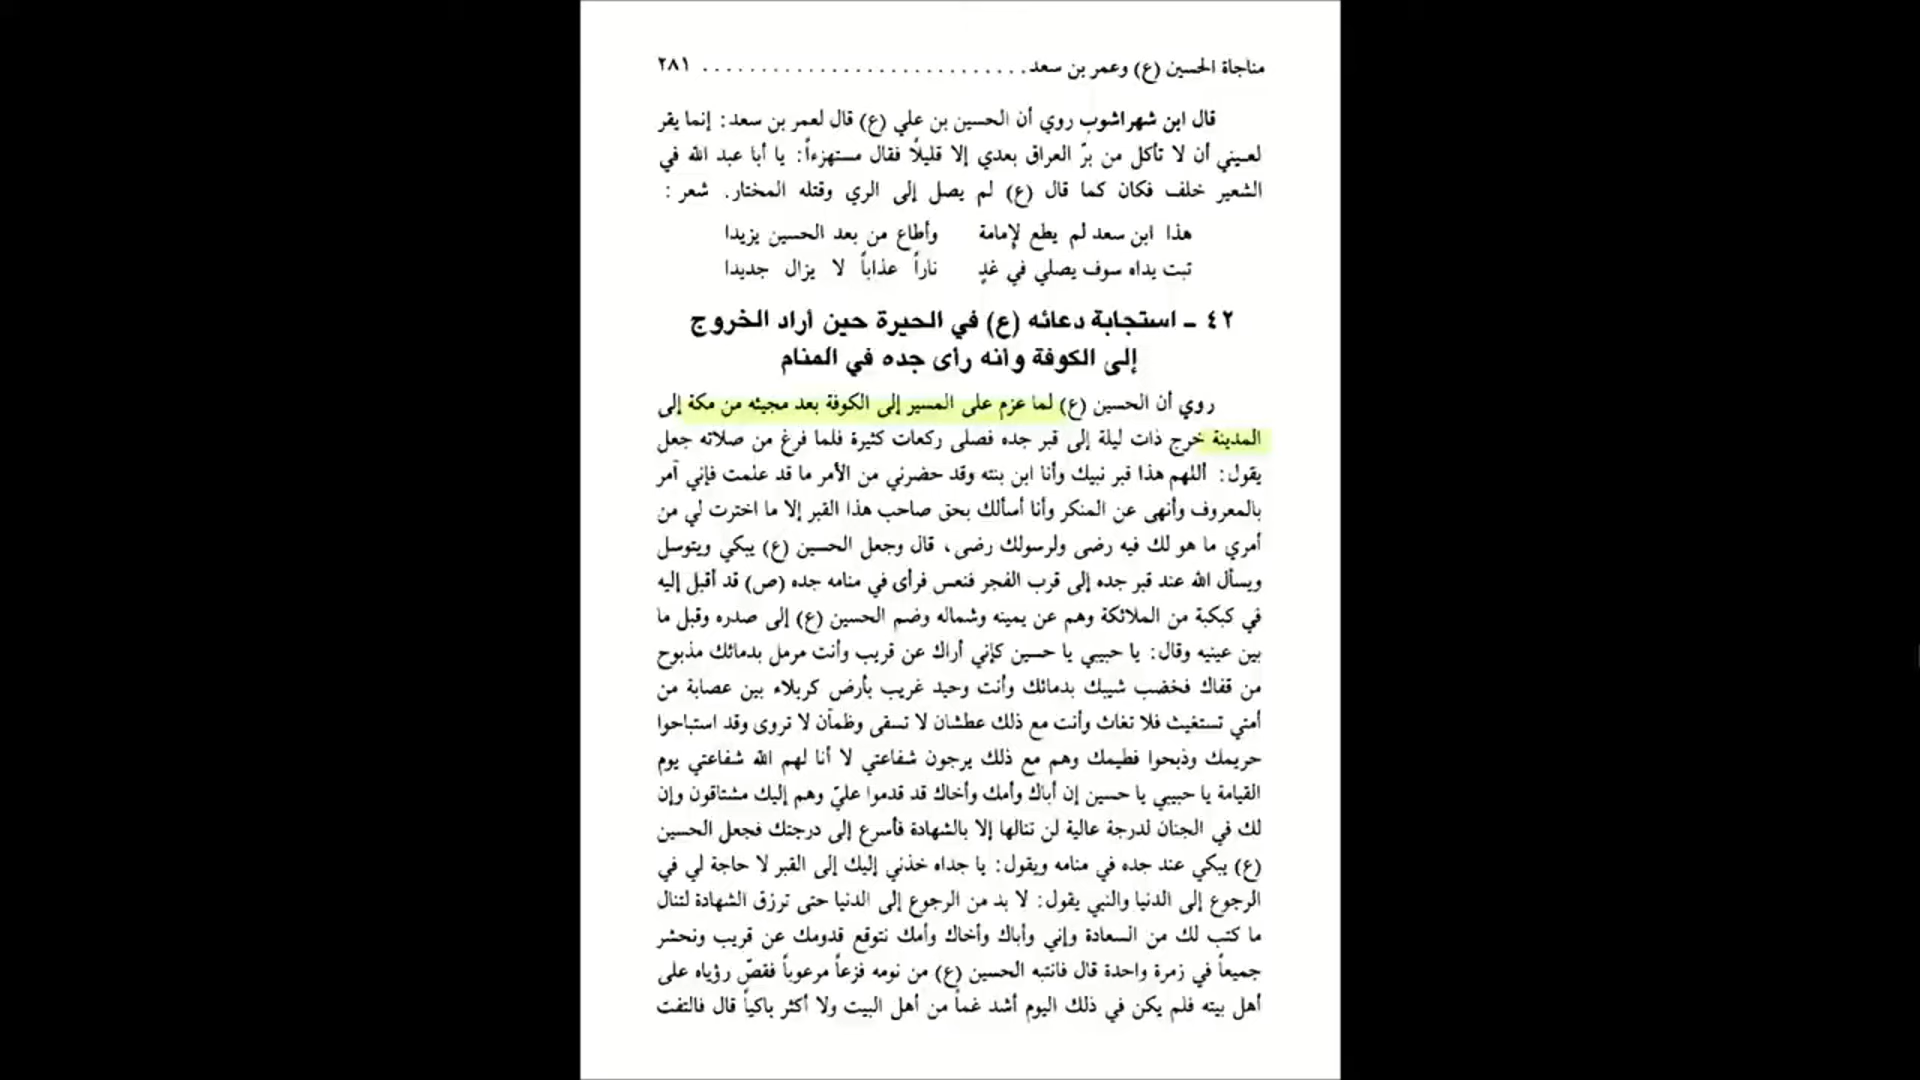 مناجاة الحسين (ع) وعمر بن سعد ............................ ٢٨١
قال ابن شهراشوب روي أن الحسين بن علي (ع) قال لعمر بن سعد: إنما يقر
لعيني أن لا تأكل من برّ العراق بعدي إلا قليلًا فقال مستهزءاً: يا أبا عبد الله في
الشعير خلف فكان كما قال (ع) لم يصل إلى الري وقتله المختار. شعر :
هذا ابن سعد لم يطع لإمامة وأطاع من بعد الحسين يزيدا
تبت يداه سوف يصلي في غدٍ ناراً عذاباً لا يزال جديدا
٤٢ - استجابة دعائه (ع) في الحيرة حين أراد الخروج
إلى الكوفة وأنه رأى جده في المنام
روي أن الحسين (ع) لما عزم على المسير إلى الكوفة بعد مجيئه من مكة إلى
المدينة خرج ذات ليلة إلى قبر جده فصلى ركعات كثيرة فلما فرغ من صلاته جعل
يقول: أللهم هذا قبر نبيك وأنا ابن بنته وقد حضرني من الأمر ما قد علمت فإني آمر
بالمعروف وأنهى عن المنكر وأنا أسألك بحق صاحب هذا القبر إلا ما اخترت لي من
أمري ما هو لك فيه رضى ولرسولك رضى، قال وجعل الحسين (ع) يبكي ويتوسل
ويسأل الله عند قبر جده إلى قرب الفجر فنعس فرأى في منامه جده (ص) قد أقبل إليه
في كبكبة من الملائكة وهم عن يمينه وشماله وضم الحسين (ع) إلى صدره وقبل ما
بين عينيه وقال: يا حبيبي يا حسين كإني أراك عن قريب وأنت مرمل بدمائك مذبوح
من قفاك فخضب شيبك بدمائك وأنت وحيد غريب بأرض كربلاء بين عصابة من
أمتي تستغيث فلا تغاث وأنت مع ذلك عطشان لا تسقى وظمآن لا تروى وقد استباحوا
حريمك وذبحوا فطيمك وهم مع ذلك يرجون شفاعتي لا أنا لهم الله شفاعتي يوم
القيامة يا حبيبي يا حسين إن أباك وأمك وأخاك قد قدموا عليّ وهم إليك مشتاقون وإن
لك في الجنان لدرجة عالية لن تنالها إلا بالشهادة فأسرع إلى درجتك فجعل الحسين
(ع) يبكي عند جده في منامه ويقول: يا جداه خذني إليك إلى القبر لا حاجة لي في
الرجوع إلى الدنيا والنبي يقول: لا بد من الرجوع إلى الدنيا حتى ترزق الشهادة لتنال
ما كتب لك من السعادة وإني وأباك وأخاك وأمك نتوقع قدومك عن قريب ونحشر
جميعاً في زمرة واحدة قال فانتبه الحسين (ع) من نومه فزعاً مرعوباً فقصّ رؤياه على
أهل بيته فلم يكن في ذلك اليوم أشد غماً من أهل البيت ولا أكثر باكياً قال فالتفت